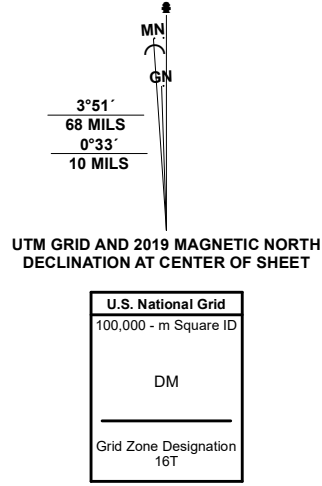 MN
GN
3°51´
68 MILS
0°33´
10 MILS
UTM GRID AND 2019 MAGNETIC NORTH
DECLINATION AT CENTER OF SHEET
U.S. National Grid
100,000 - m Square ID
DM
Grid Zone Designation
16T